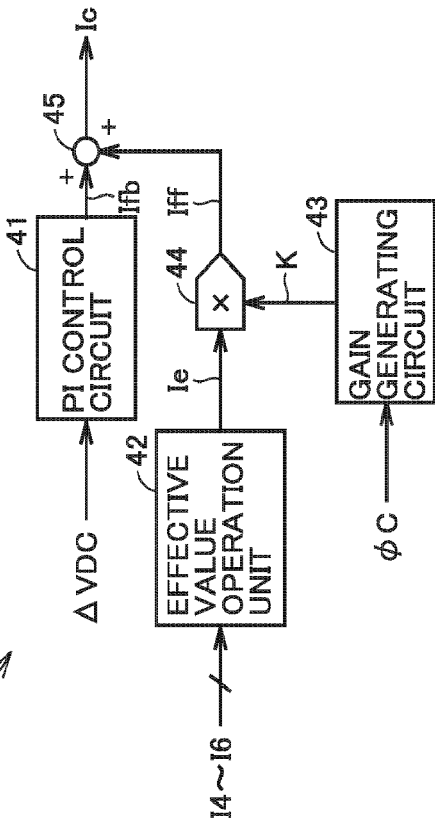 41
ΔVDC
PI CONTROL
CIRCUIT
Ifb
+
45
Ic
+
42
I4～I6
EFFECTIVE
VALUE
OPERATION
UNIT
Ie
44
×
Iff
K
43
φC
GAIN
GENERATING
CIRCUIT